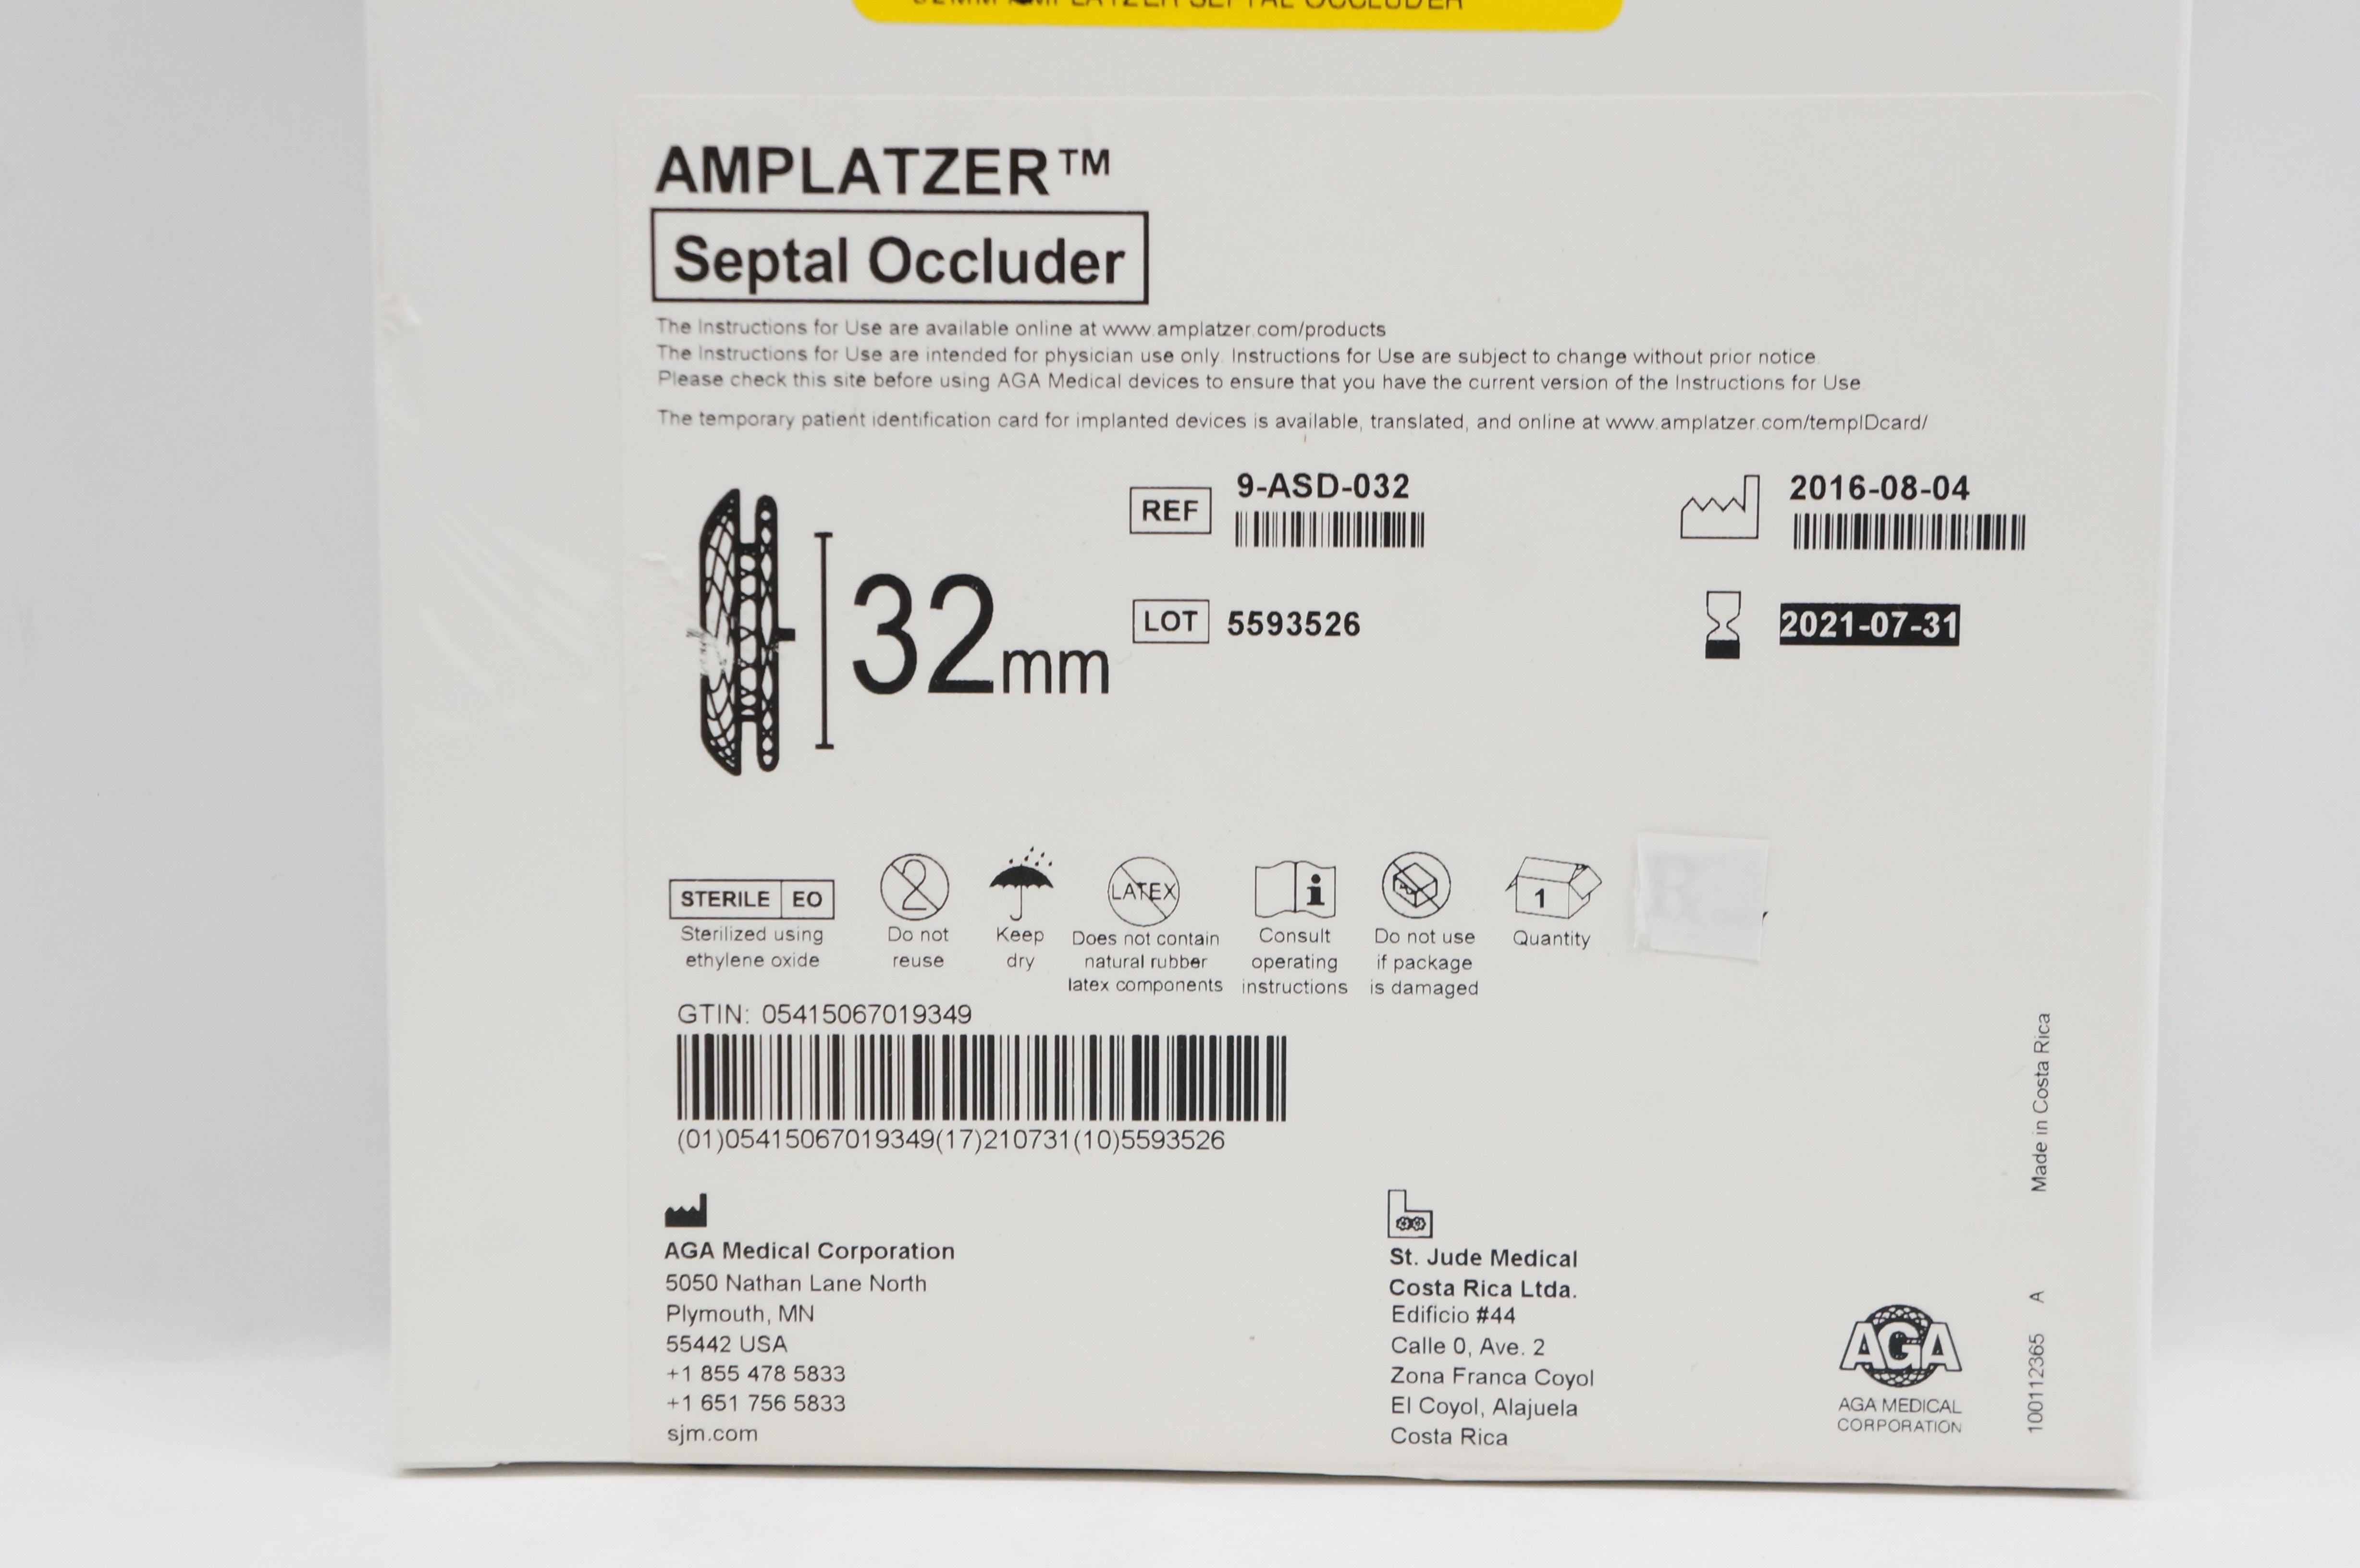 32MM AMPLATZER SEPTAL OCCLUDER
AMPLATZER™
Septal Occluder
The Instructions for Use are available online at www.amplatzer.com/products
The Instructions for Use are intended for physician use only. Instructions for Use are subject to change without prior notice.
Please check this site before using AGA Medical devices to ensure that you have the current version of the Instructions for Use
The temporary patient identification card for implanted devices is available, translated, and online at www.amplatzer.com/tempIDcard/
32mm
REF 9-ASD-032
LOT 5593526
2016-08-04
2021-07-31
STERILE EO
Sterilized using
ethylene oxide
2
Do not
reuse
Keep
dry
LATEX
Does not contain
natural rubber
latex components
i
Consult
operating
instructions
Do not use
if package
is damaged
1
Quantity
Rx
GTIN: 05415067019349
(01)05415067019349(17)210731(10)5593526
AGA Medical Corporation
5050 Nathan Lane North
Plymouth, MN
55442 USA
+1 855 478 5833
+1 651 756 5833
sjm.com
St. Jude Medical
Costa Rica Ltda.
Edificio #44
Calle 0, Ave. 2
Zona Franca Coyol
El Coyol, Alajuela
Costa Rica
AGA
AGA MEDICAL
CORPORATION
100112365 A Made in Costa Rica